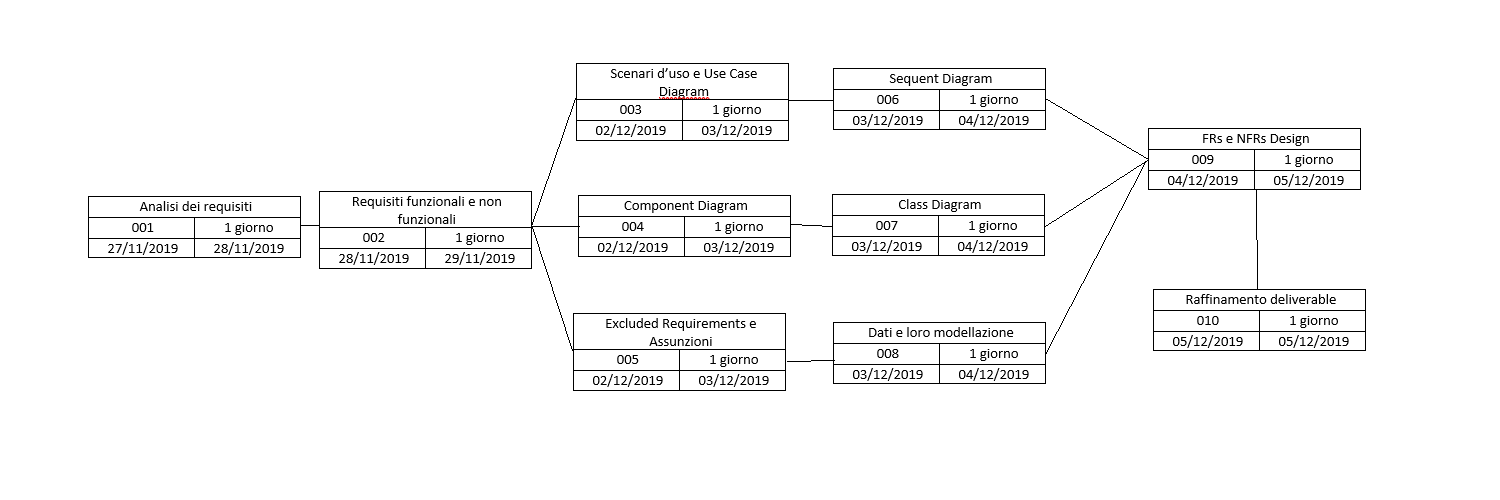 Analisi dei requisiti
001 1 giorno
27/11/2019 28/11/2019
Requisiti funzionali e non
funzionali
002 1 giorno
28/11/2019 29/11/2019
Scenari d’uso e Use Case
Diagram
003 1 giorno
02/12/2019 03/12/2019
Component Diagram
004 1 giorno
02/12/2019 03/12/2019
Excluded Requirements e
Assunzioni
005 1 giorno
02/12/2019 03/12/2019
Sequent Diagram
006 1 giorno
03/12/2019 04/12/2019
Class Diagram
007 1 giorno
03/12/2019 04/12/2019
Dati e loro modellazione
008 1 giorno
03/12/2019 04/12/2019
FRs e NFRs Design
009 1 giorno
04/12/2019 05/12/2019
Raffinamento deliverable
010 1 giorno
05/12/2019 05/12/2019